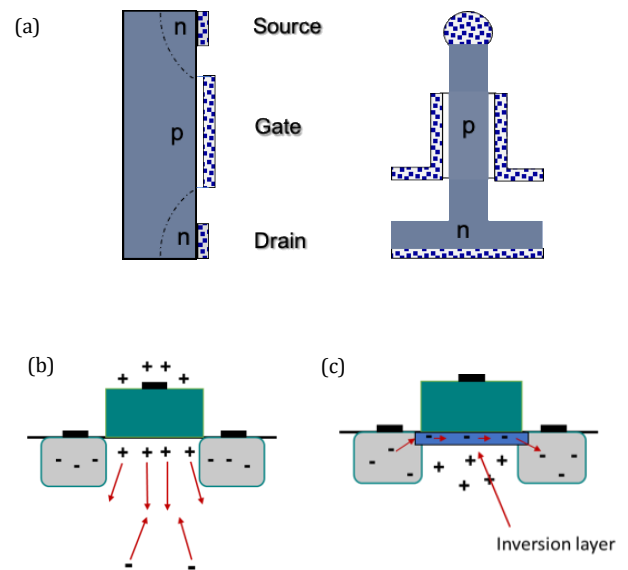 (a)
n
Source
p
Gate
n
Drain
p
n
(b)
+ + + +
+ + + +
- - - - - -
- -
(c)
- - - - - - - -
+ + + + + +
Inversion layer